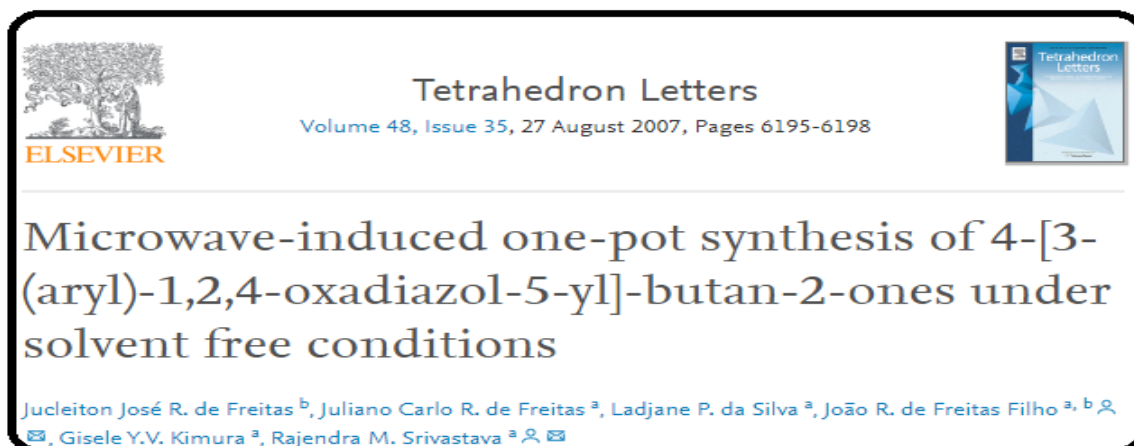 Tetrahedron Letters
Volume 48, Issue 35, 27 August 2007, Pages 6195-6198
Tetrahedron
Letters
ELSEVIER
Microwave-induced one-pot synthesis of 4-[3-
(aryl)-1,2,4-oxadiazol-5-yl]-butan-2-ones under
solvent free conditions
Jucleiton José R. de Freitas b, Juliano Carlo R. de Freitas a, Ladjane P. da Silva a, João R. de Freitas Filho a, b
, Gisele Y.V. Kimura a, Rajendra M. Srivastava a